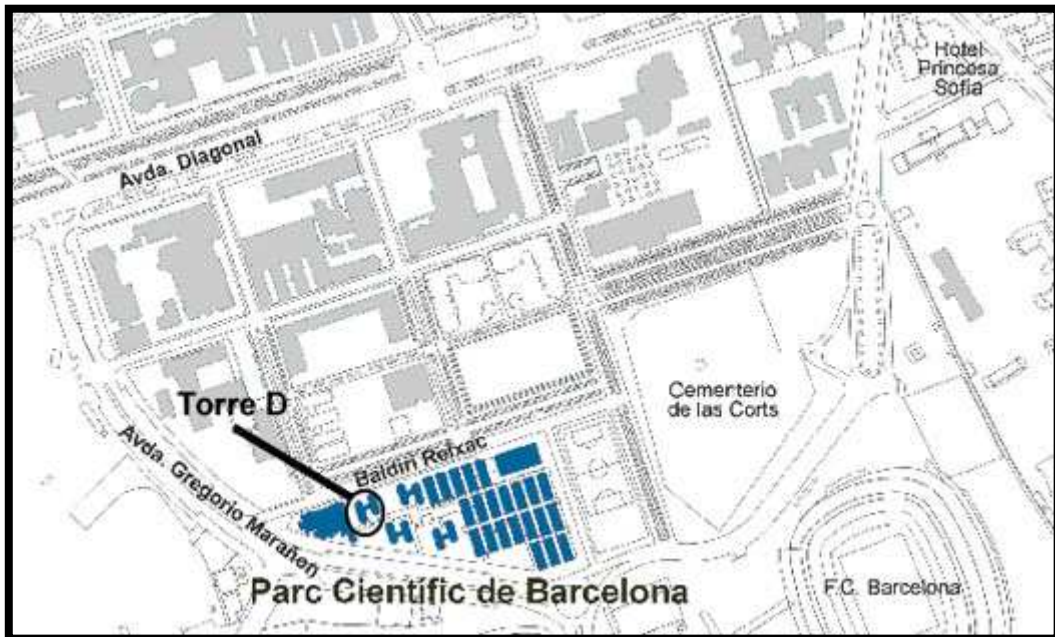 Hotel
Princesa
Sofia
Avda. Diagonal
Cementerio
de las Corts
Torre D
Baldiri Reixac
Avda. Gregorio Marañon
Parc Científic de Barcelona
F.C. Barcelona